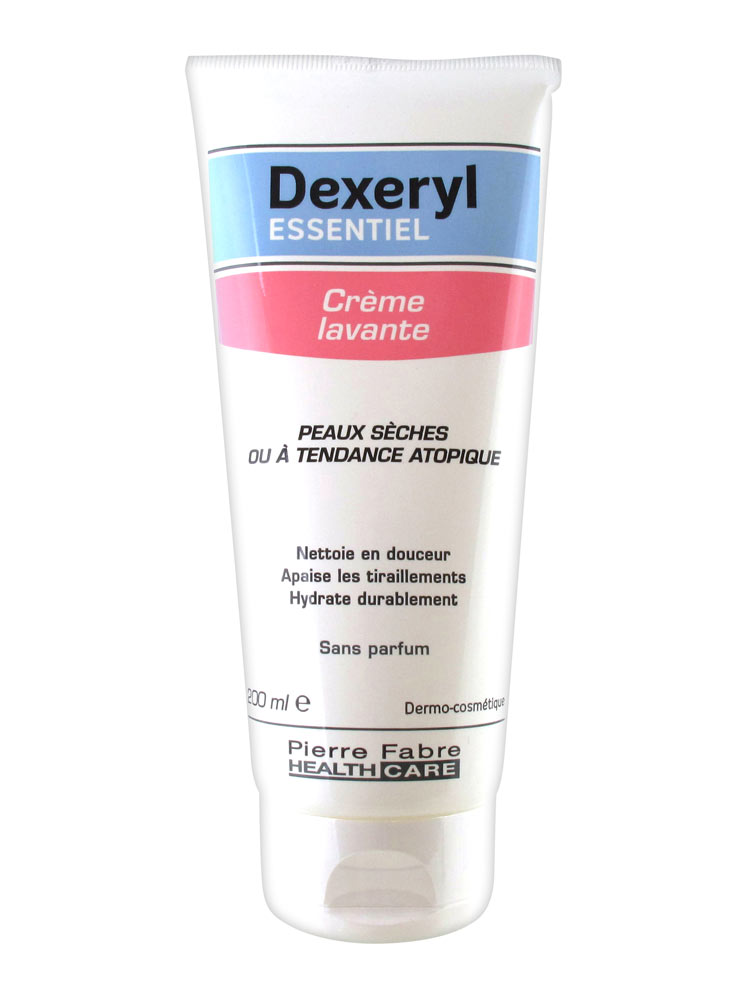 Dexeryl
ESSENTIEL
Crème
lavante
PEAUX SÈCHES
OU À TENDANCE ATOPIQUE
Nettoie en douceur
Apaise les tiraillements
Hydrate durablement
Sans parfum
200 ml ℮
Dermo-cosmétique
Pierre Fabre
HEALTH CARE